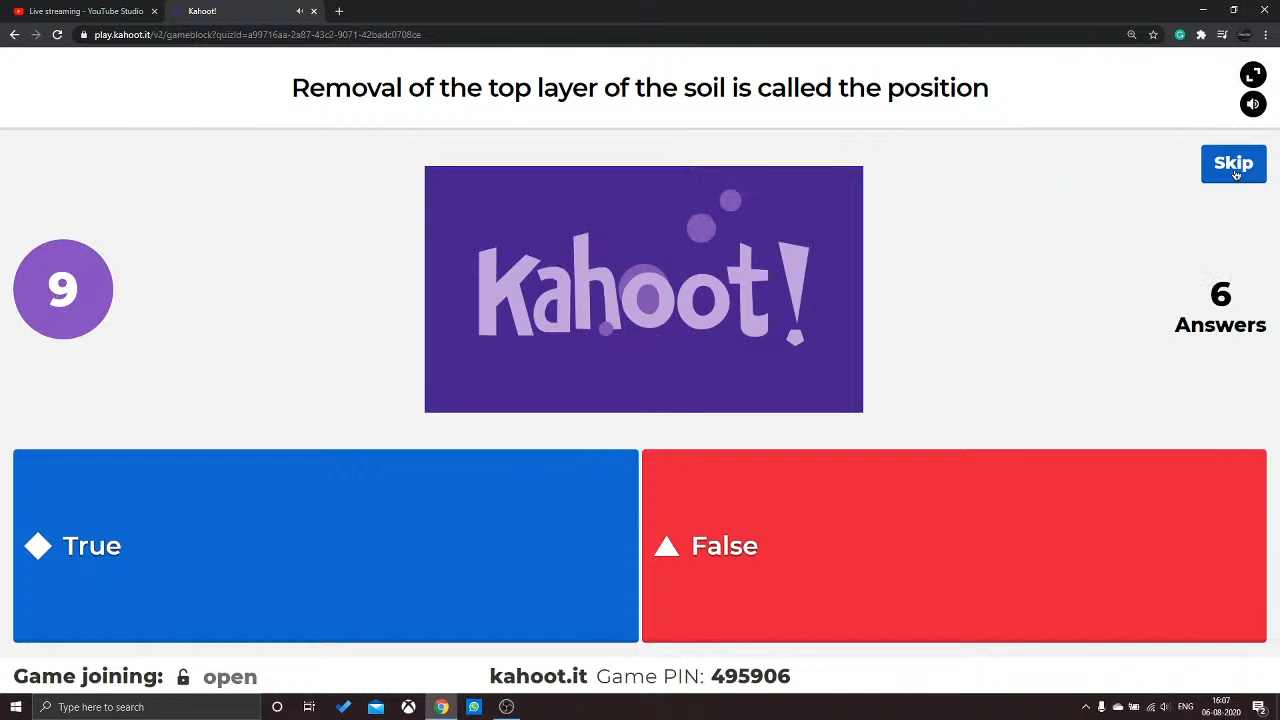 Live streaming - YouTube Studio
Kahoot!
play.kahoot.it/v2/gameblock?quizId=a99716aa-2a87-43c2-9071-42badc0708ce
Removal of the top layer of the soil is called the position
Skip
9
Kahoot!
6
Answers
True
False
Game joining: open
kahoot.it Game PIN: 495906
Type here to search
ENG
16:07
06-08-2020
2